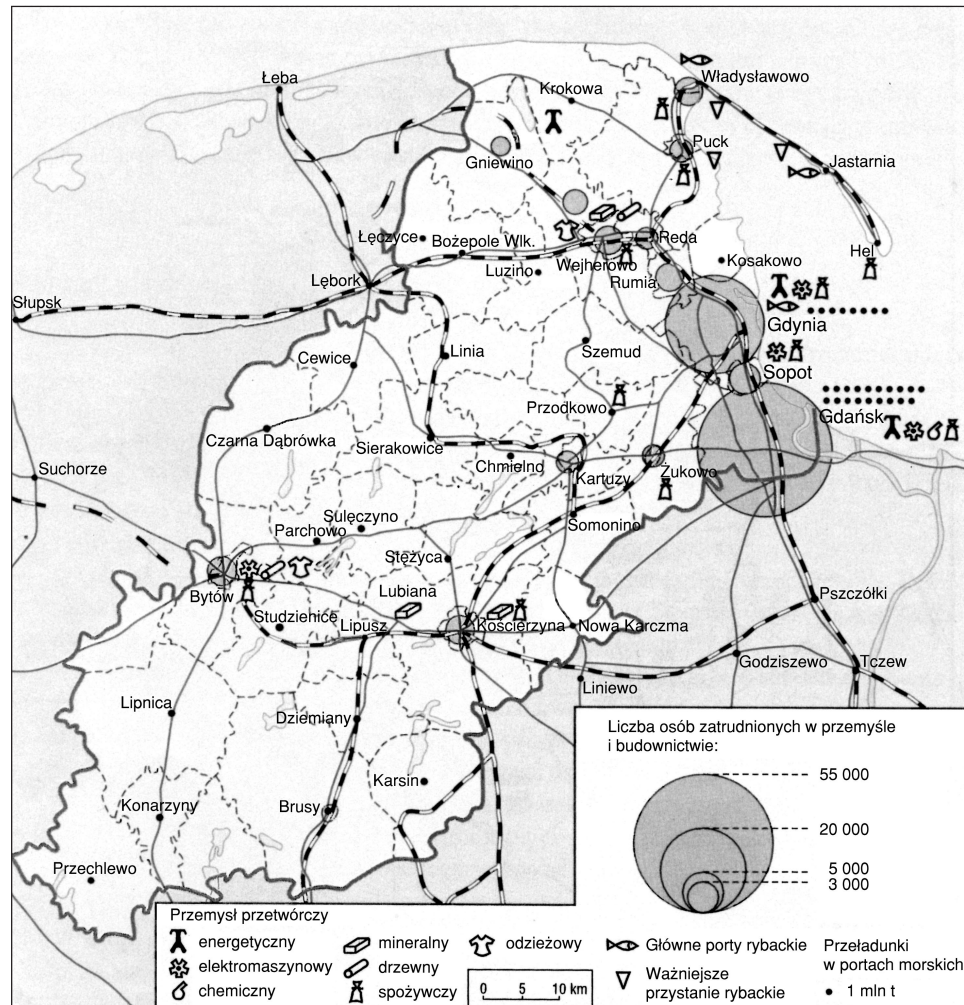 Łeba
Krokowa
Władysławowo
Puck
Gniewino
Jastarnia
Łęczyce
Bożepole Wlk.
Reda
Hel
Luzino
Wejherowo
Kosakowo
Rumia
Lębork
Słupsk
Gdynia
Cewice
Linia
Szemud
Sopot
Przodkowo
Gdańsk
Czarna Dąbrówka
Sierakowice
Chmielno
Suchorze
Kartuzy
Żukowo
Sulęczyno
Parchowo
Somonino
Stężyca
Bytów
Lubiana
Pszczółki
Studzienice
Lipusz
Kościerzyna
Nowa Karczma
Godziszewo
Tczew
Liniewo
Lipnica
Dziemiany
Karsin
Konarzyny
Brusy
Przechlewo
Liczba osób zatrudnionych w przemyśle
i budownictwie:
55 000
20 000
5 000
3 000
Przemysł przetwórczy
energetyczny
elektromaszynowy
chemiczny
mineralny
drzewny
spożywczy
odzieżowy
0 5 10 km
Główne porty rybackie
Ważniejsze
przystanie rybackie
Przeładunki
w portach morskich
1 mln t